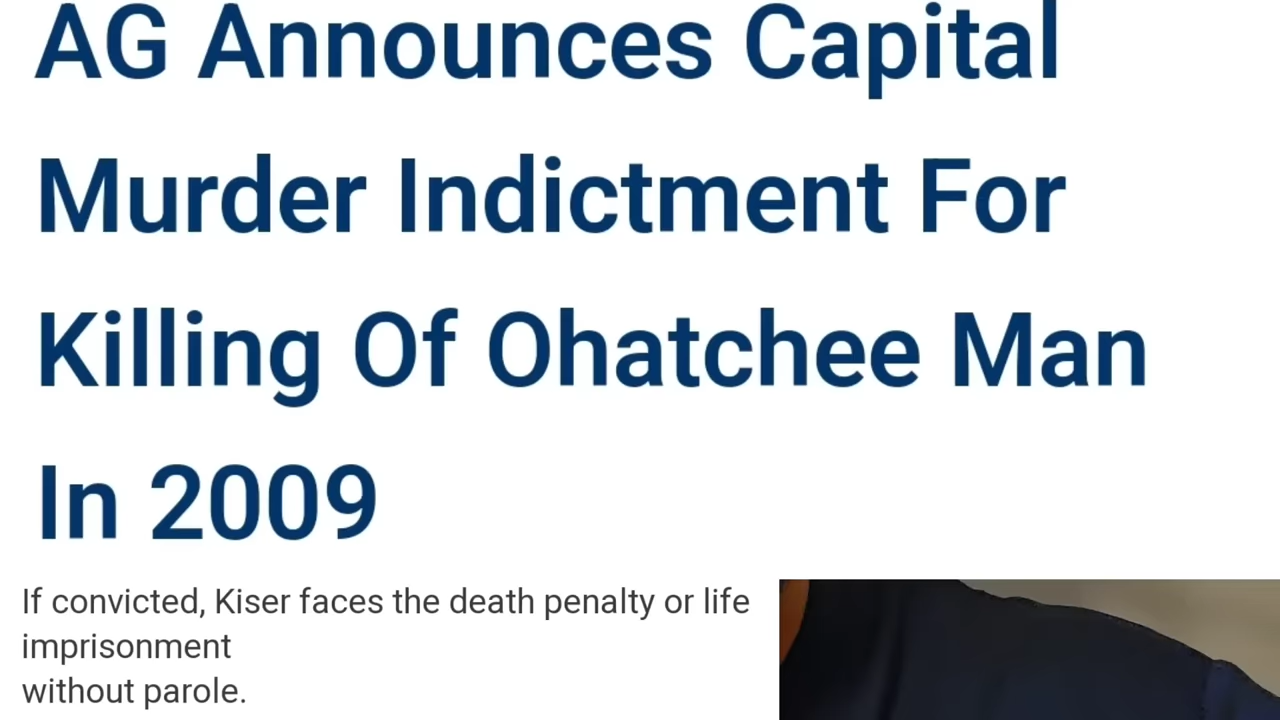 AG Announces Capital
Murder Indictment For
Killing Of Ohatchee Man
In 2009
If convicted, Kiser faces the death penalty or life
imprisonment
without parole.